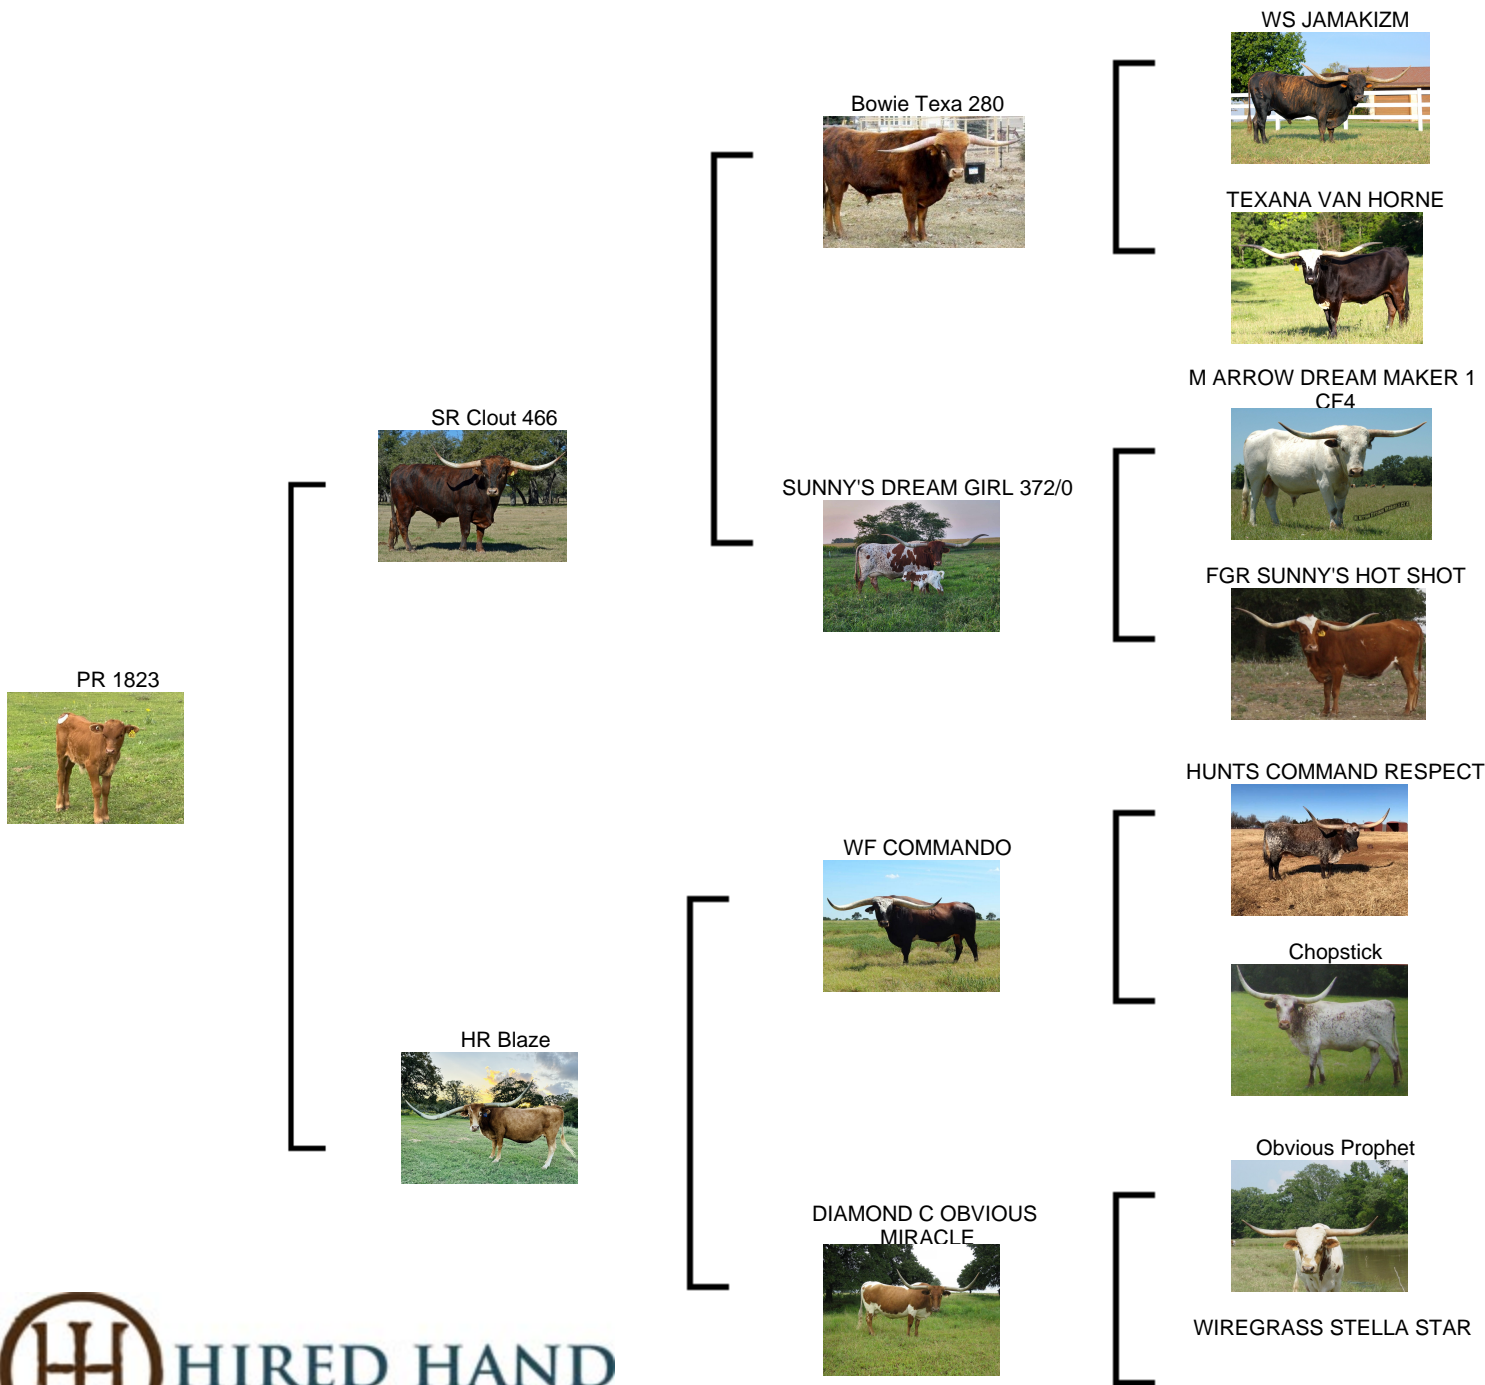 WS JAMAKIZM
Bowie Texa 280
TEXANA VAN HORNE
M ARROW DREAM MAKER 1
CF4
SR Clout 466
SUNNY'S DREAM GIRL 372/0
FGR SUNNY'S HOT SHOT
PR 1823
HUNTS COMMAND RESPECT
WF COMMANDO
Chopstick
HR Blaze
Obvious Prophet
DIAMOND C OBVIOUS
MIRACLE
WIREGRASS STELLA STAR
HIRED HAND